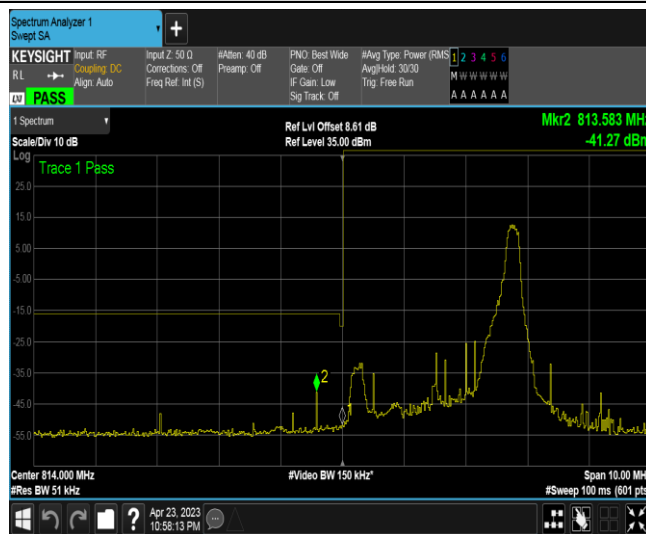 Spectrum Analyzer 1
Swept SA
+
KEYSIGHT
RL
LXI PASS
Input: RF
Coupling: DC
Align: Auto
Input Z: 50 Ω
Corrections: Off
Freq Ref: Int (S)
#Atten: 40 dB
Preamp: Off
PNO: Best Wide
Gate: Off
IF Gain: Low
Sig Track: Off
#Avg Type: Power (RMS
Avg|Hold: 30/30
Trig: Free Run
1 2 3 4 5 6
M W W W W W
A A A A A A
1 Spectrum
Scale/Div 10 dB
Ref Lvl Offset 8.61 dB
Ref Level 35.00 dBm
Mkr2 813.583 MHz
-41.27 dBm
Log
Trace 1 Pass
25.0
15.0
5.00
-5.00
-15.0
-25.0
-35.0
-45.0
-55.0
2
1
Center 814.000 MHz
#Res BW 51 kHz
#Video BW 150 kHz*
Span 10.00 MH
#Sweep 100 ms (601 pts
?
Apr 23, 2023
10:58:13 PM